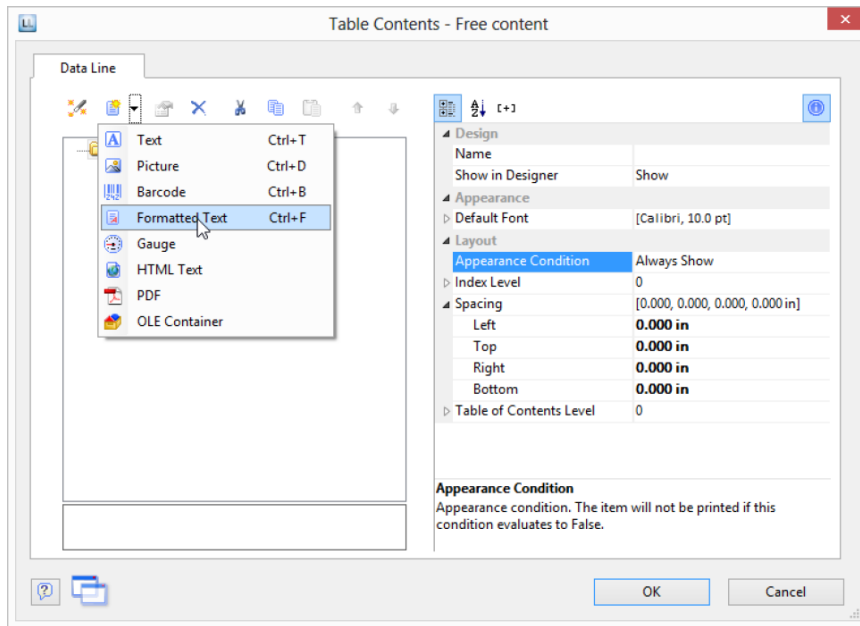 LL
Table Contents - Free content
Data Line
Text Ctrl+T
Picture Ctrl+D
Barcode Ctrl+B
Formatted Text Ctrl+F
Gauge
HTML Text
PDF
OLE Container
A Z [+]
Design
Name
Show in Designer Show
Appearance
Default Font [Calibri, 10.0 pt]
Layout
Appearance Condition Always Show
Index Level 0
Spacing [0.000, 0.000, 0.000, 0.000 in]
Left 0.000 in
Top 0.000 in
Right 0.000 in
Bottom 0.000 in
Table of Contents Level 0
Appearance Condition
Appearance condition. The item will not be printed if this
condition evaluates to False.
OK Cancel